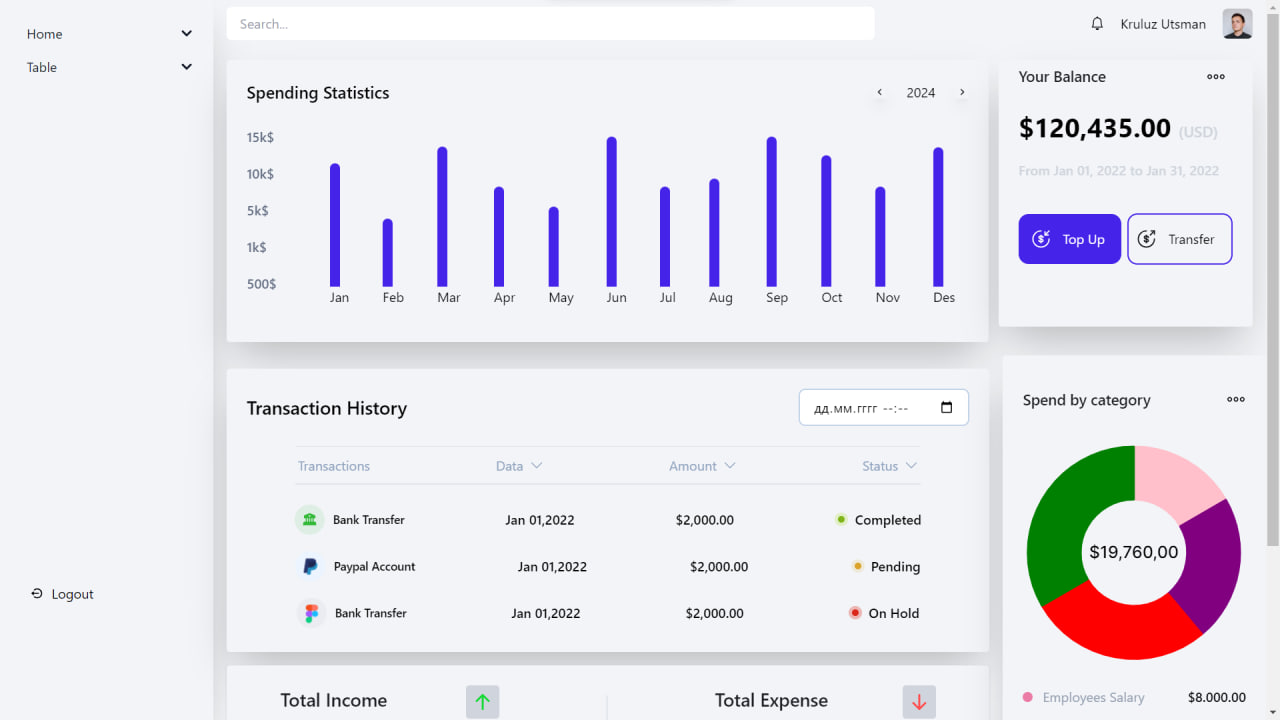 Home
Table
Logout
Search...
Kruluz Utsman
Spending Statistics
2024
15k$
10k$
5k$
1k$
500$
Jan Feb Mar Apr May Jun Jul Aug Sep Oct Nov Des
Your Balance
$120,435.00 (USD)
From Jan 01, 2022 to Jan 31, 2022
Top Up
Transfer
Transaction History
дд.мм.гггг --:--
Transactions Data Amount Status
Bank Transfer Jan 01,2022 $2,000.00 Completed
Paypal Account Jan 01,2022 $2,000.00 Pending
Bank Transfer Jan 01,2022 $2,000.00 On Hold
Spend by category
$19,760,00
Employees Salary $8.000.00
Total Income
Total Expense